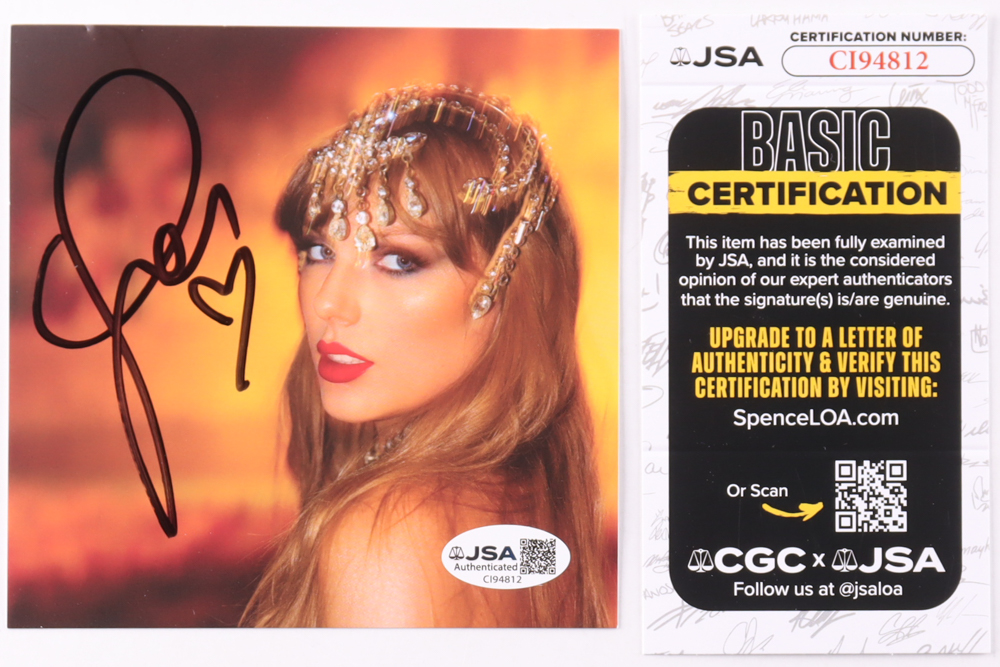 JSA
Authenticated
CI94812
JSA
CERTIFICATION NUMBER:
CI94812
BASIC
CERTIFICATION
This item has been fully examined
by JSA, and it is the considered
opinion of our expert authenticators
that the signature(s) is/are genuine.
UPGRADE TO A LETTER OF
AUTHENTICITY & VERIFY THIS
CERTIFICATION BY VISITING:
SpenceLOA.com
Or Scan
CGC x JSA
Follow us at @jsaloa